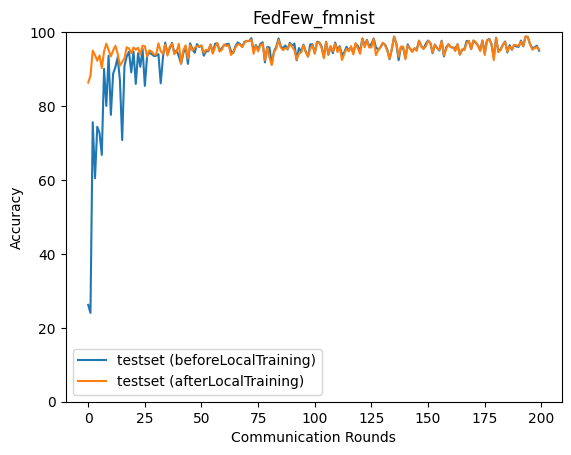 FedFew_fmnist
Accuracy
100
80
60
40
20
0
testset (beforeLocalTraining)
testset (afterLocalTraining)
0 25 50 75 100 125 150 175 200
Communication Rounds